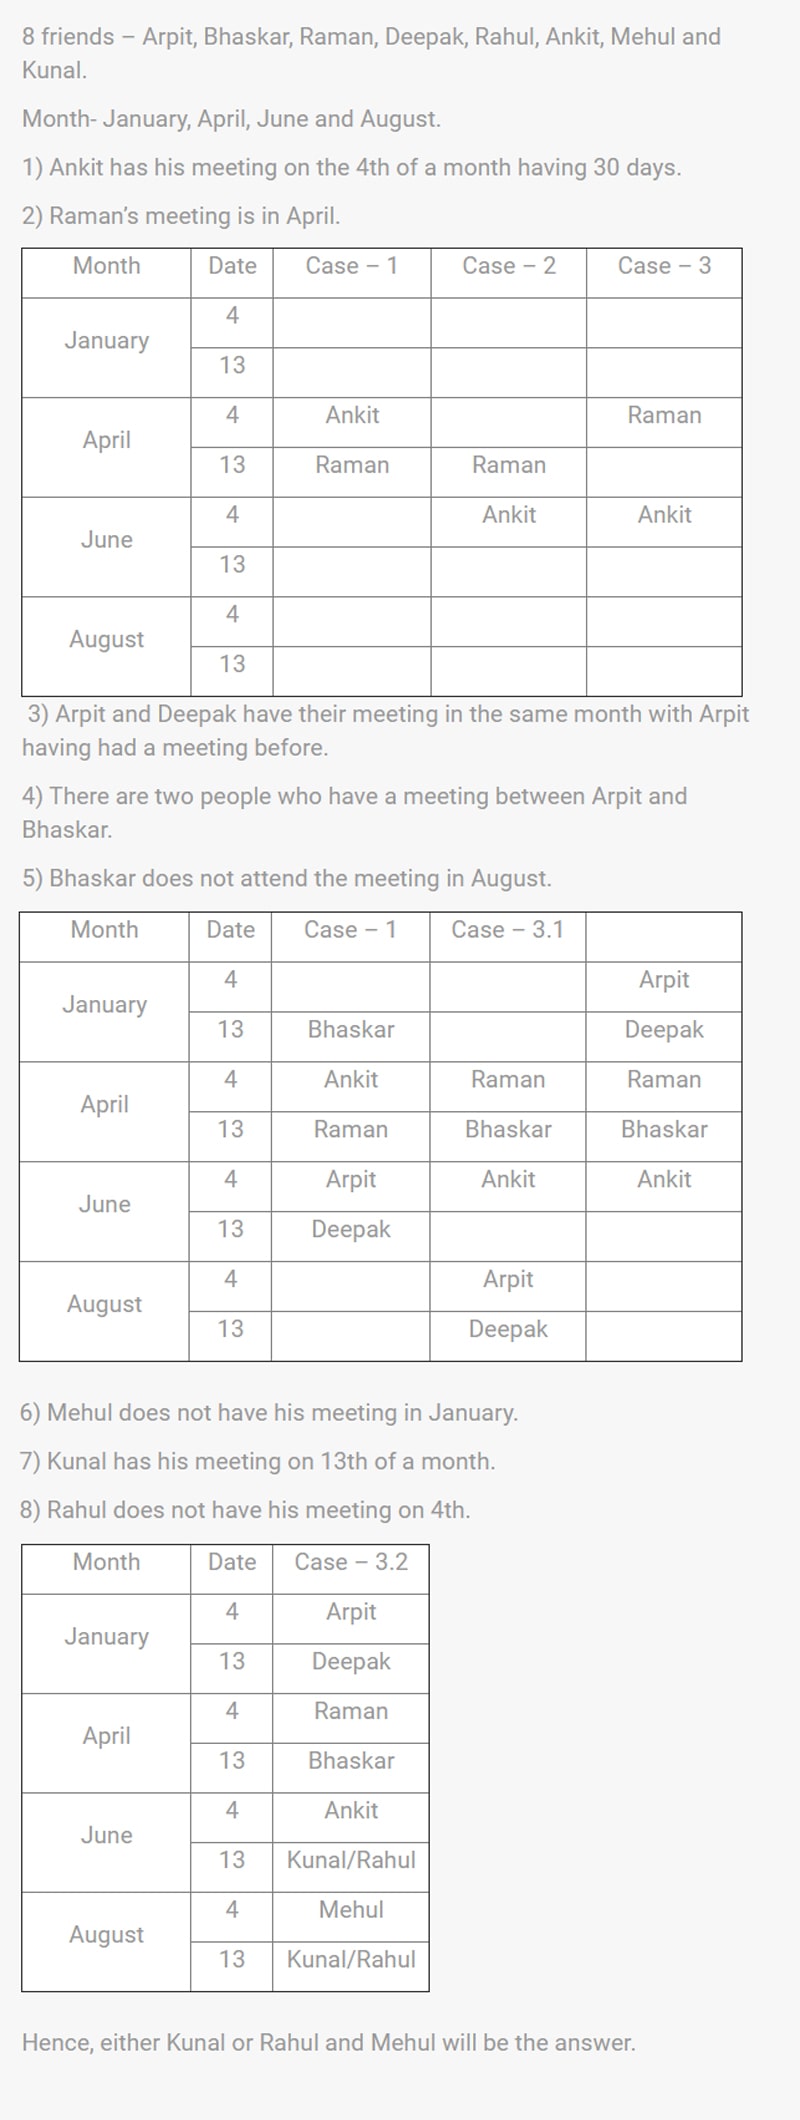 8 friends – Arpit, Bhaskar, Raman, Deepak, Rahul, Ankit, Mehul and
Kunal.
Month- January, April, June and August.
1) Ankit has his meeting on the 4th of a month having 30 days.
2) Raman’s meeting is in April.
Month Date Case – 1 Case – 2 Case – 3
January 4
13
April 4 Ankit Raman
13 Raman Raman
June 4 Ankit Ankit
13
August 4
13
3) Arpit and Deepak have their meeting in the same month with Arpit
having had a meeting before.
4) There are two people who have a meeting between Arpit and
Bhaskar.
5) Bhaskar does not attend the meeting in August.
Month Date Case – 1 Case – 3.1
January 4 Arpit
13 Bhaskar Deepak
April 4 Ankit Raman Raman
13 Raman Bhaskar Bhaskar
June 4 Arpit Ankit Ankit
13 Deepak
August 4 Arpit
13 Deepak
6) Mehul does not have his meeting in January.
7) Kunal has his meeting on 13th of a month.
8) Rahul does not have his meeting on 4th.
Month Date Case – 3.2
January 4 Arpit
13 Deepak
April 4 Raman
13 Bhaskar
June 4 Ankit
13 Kunal/Rahul
August 4 Mehul
13 Kunal/Rahul
Hence, either Kunal or Rahul and Mehul will be the answer.